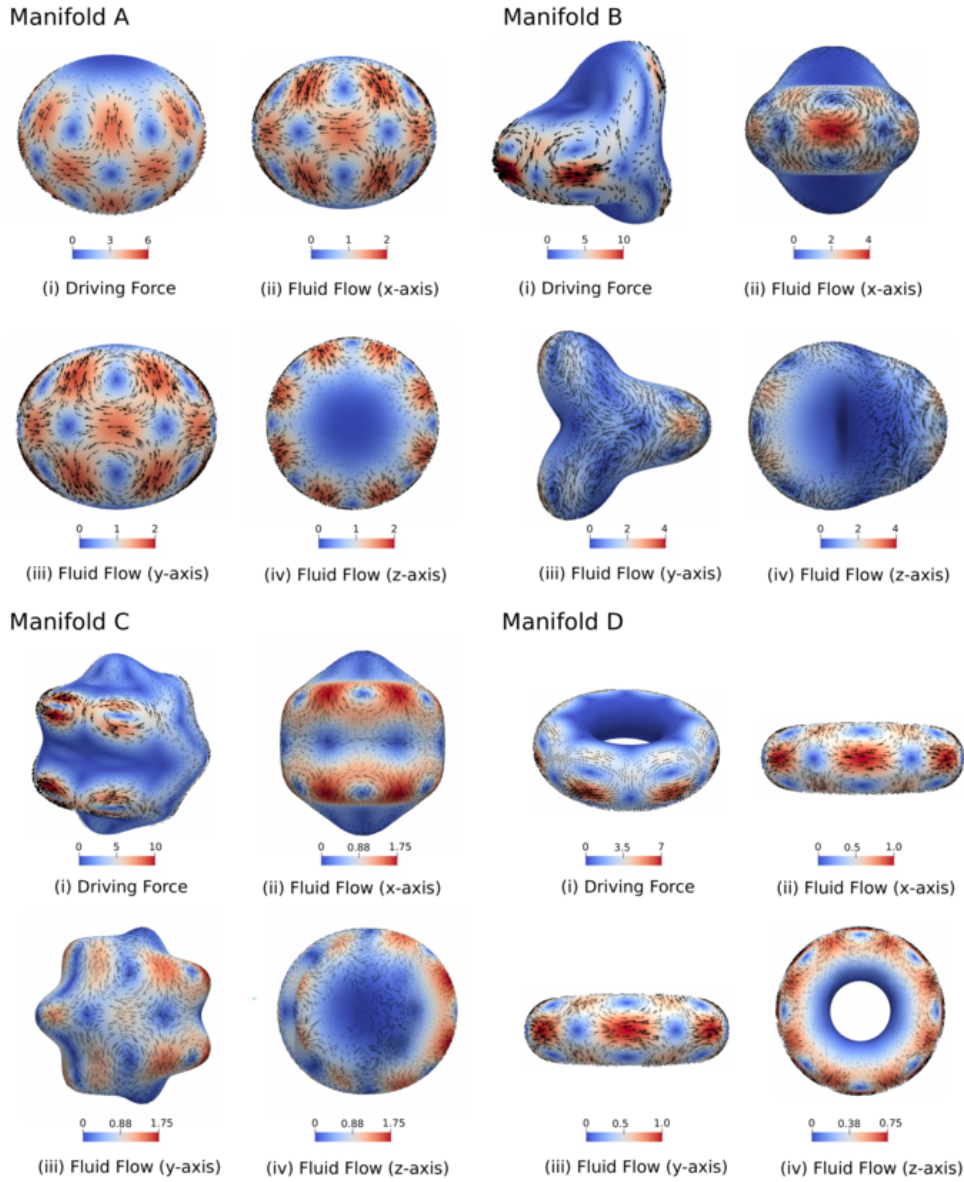 Manifold A
Manifold B
0 3 6
(i) Driving Force
0 1 2
(ii) Fluid Flow (x-axis)
0 5 10
(i) Driving Force
0 2 4
(ii) Fluid Flow (x-axis)
0 1 2
(iii) Fluid Flow (y-axis)
0 1 2
(iv) Fluid Flow (z-axis)
0 2 4
(iii) Fluid Flow (y-axis)
0 2 4
(iv) Fluid Flow (z-axis)
Manifold C
Manifold D
0 5 10
(i) Driving Force
0 0.88 1.75
(ii) Fluid Flow (x-axis)
0 3.5 7
(i) Driving Force
0 0.5 1.0
(ii) Fluid Flow (x-axis)
0 0.88 1.75
(iii) Fluid Flow (y-axis)
0 0.88 1.75
(iv) Fluid Flow (z-axis)
0 0.5 1.0
(iii) Fluid Flow (y-axis)
0 0.38 0.75
(iv) Fluid Flow (z-axis)